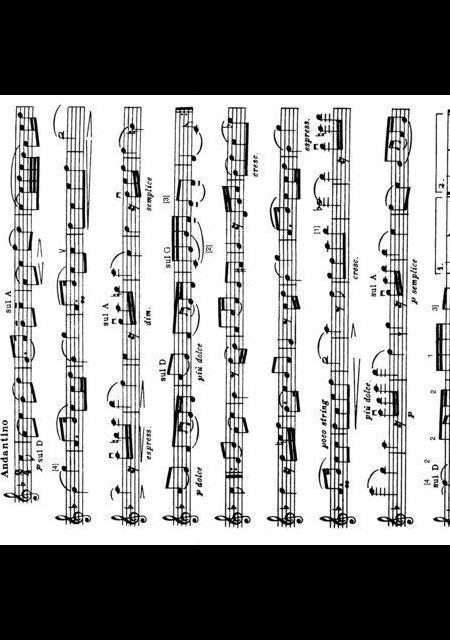 Andantino
sul A
p sul D
[4]
sul A
espress. dim. semplice
sul D sul G [3]
p dolce più dolce [2]
cresc.
poco string [1] espress.
cresc.
più dolce. sul A
p p semplice
1. 2.
[4 2 2 1 3]
sul D